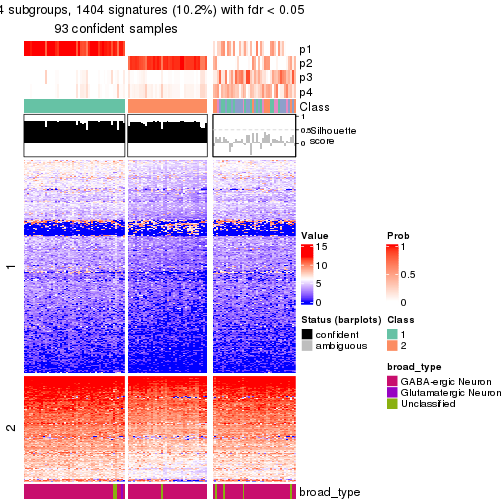 4 subgroups, 1404 signatures (10.2%) with fdr < 0.05
93 confident samples
p1
p2
p3
p4
Class
1
0.5
0
Silhouette
score
1
2
broad_type
Value
15
10
5
0
Prob
1
0.5
0
Status (barplots)
confident
ambiguous
Class
1
2
broad_type
GABA-ergic Neuron
Glutamatergic Neuron
Unclassified